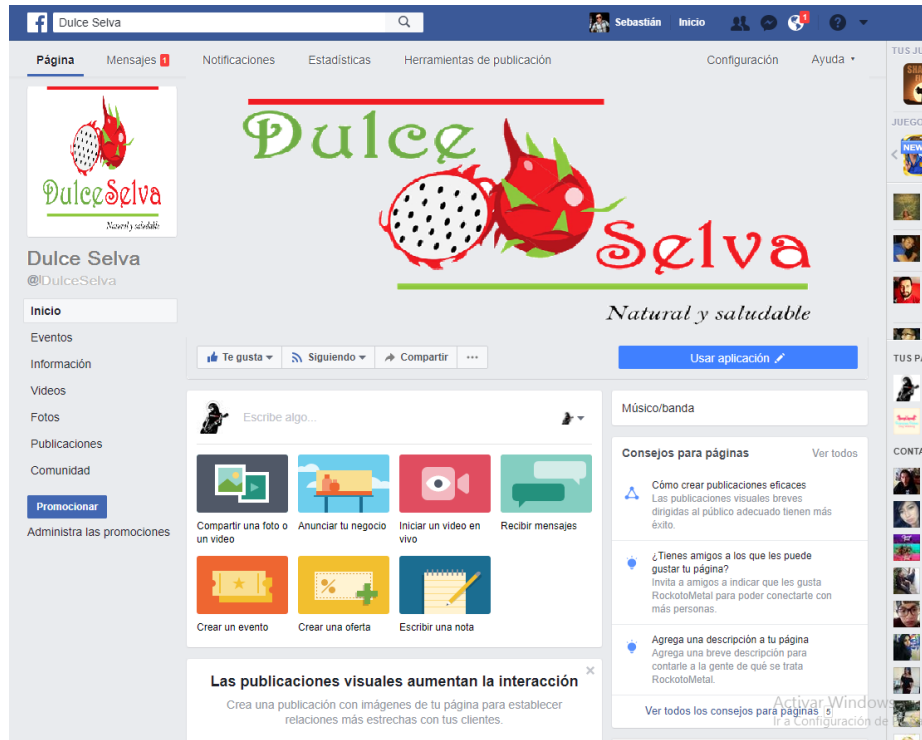 Dulce Selva
Sebastián Inicio 1
Página Mensajes 1 Notificaciones Estadísticas Herramientas de publicación Configuración Ayuda
TUS JU
JUEGO
NEW
Dulce Selva
Natural y saludable
Dulce
Selva
Natural y saludable
Dulce Selva
@DulceSelva
Inicio
Eventos
Información
Videos
Fotos
Publicaciones
Comunidad
Promocionar
Administra las promociones
Te gusta Siguiendo Compartir ...
Usar aplicación
Escribe algo...
Compartir una foto o
un video
Anunciar tu negocio
Iniciar un video en
vivo
Recibir mensajes
Crear un evento
Crear una oferta
Escribir una nota
Las publicaciones visuales aumentan la interacción
Crea una publicación con imágenes de tu página para establecer
relaciones más estrechas con tus clientes.
Músico/banda
Consejos para páginas Ver todos
Cómo crear publicaciones eficaces
Las publicaciones visuales breves
dirigidas al público adecuado tienen más
éxito.
¿Tienes amigos a los que les puede
gustar tu página?
Invita a amigos a indicar que les gusta
RockotoMetal para poder conectarte con
más personas.
Agrega una descripción a tu página
Agrega una breve descripción para
contarle a la gente de qué se trata
RockotoMetal.
Ver todos los consejos para páginas 5
TUS PÁ
CONTA
Activar Windows
Ir a Configuración de